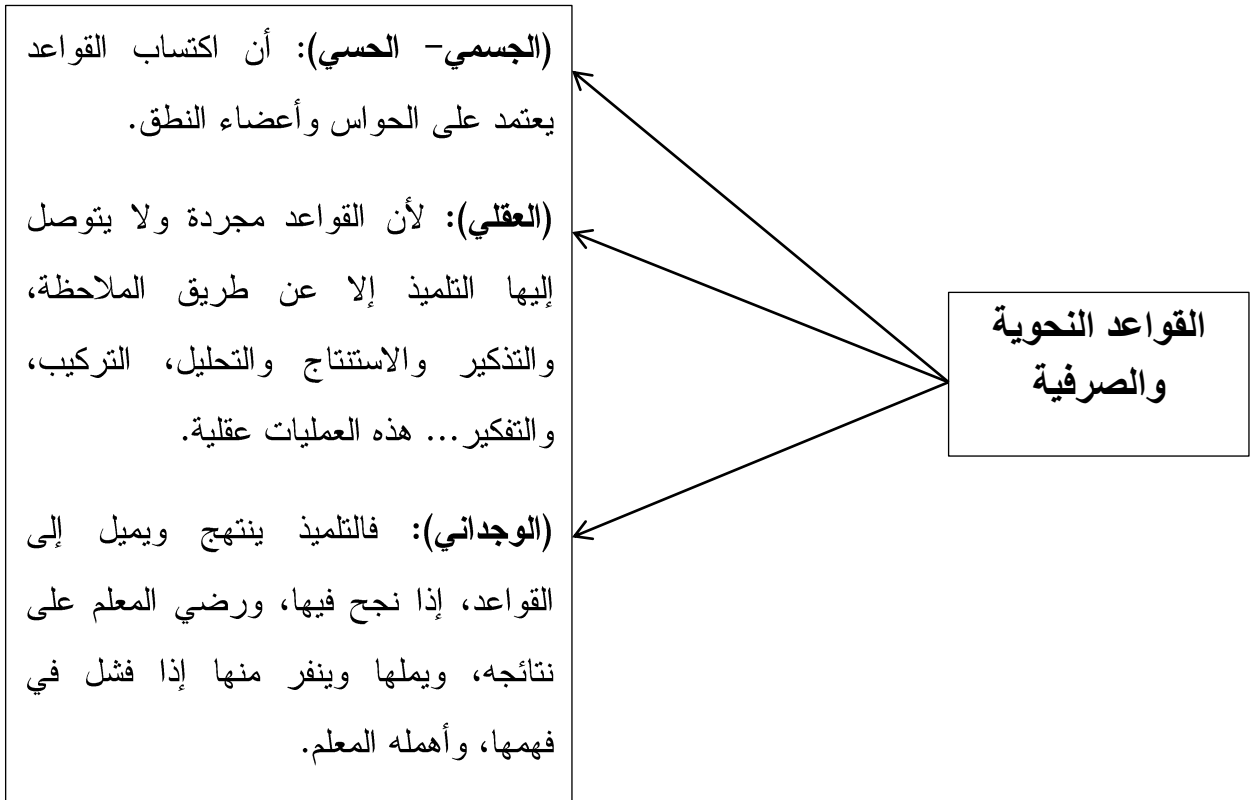 القواعد النحوية
والصرفية
(الجسمي- الحسي): أن اكتساب القواعد
يعتمد على الحواس وأعضاء النطق.
(العقلي): لأن القواعد مجردة ولا يتوصل
إليها التلميذ إلا عن طريق الملاحظة،
والتذكير والاستنتاج والتحليل، التركيب،
والتفكير... هذه العمليات عقلية.
(الوجداني): فالتلميذ ينتهج ويميل إلى
القواعد، إذا نجح فيها، ورضي المعلم على
نتائجه، ويملها وينفر منها إذا فشل في
فهمها، وأهمله المعلم.